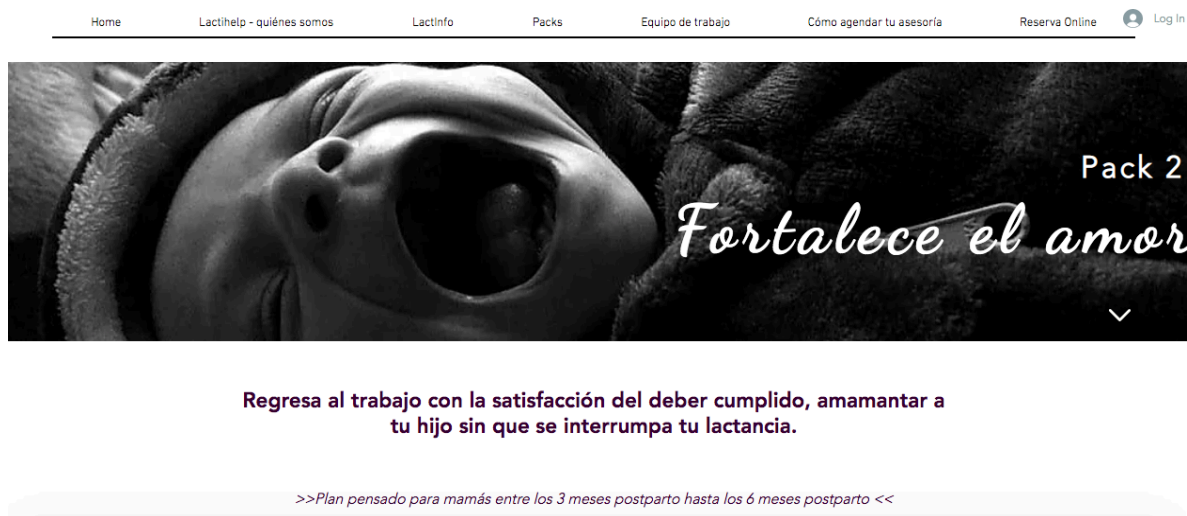 Home Lactihelp - quiénes somos LactInfo Packs Equipo de trabajo Cómo agendar tu asesoría Reserva Online Log In
Pack 2
Fortalece el amor
Regresa al trabajo con la satisfacción del deber cumplido, amamantar a
tu hijo sin que se interrumpa tu lactancia.
>>Plan pensado para mamás entre los 3 meses postparto hasta los 6 meses postparto <<